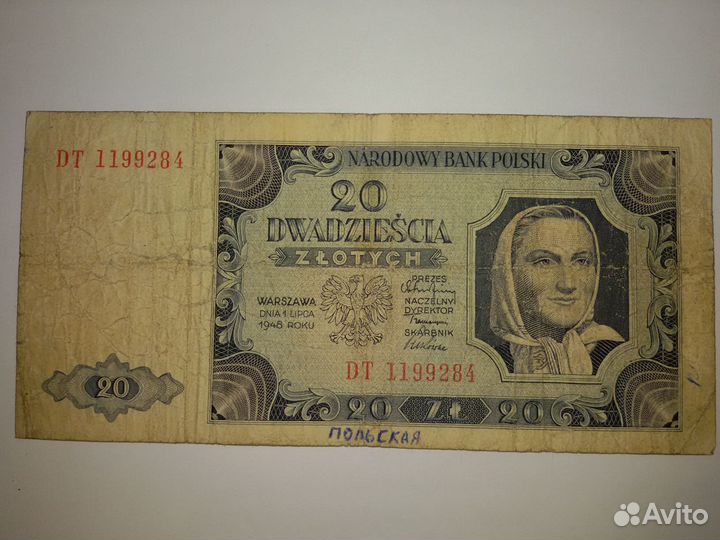 DT 1199284
NARODOWY BANK POLSKI
20
DWADZIEŚCIA
ZŁOTYCH
WARSZAWA
DNIA 1 LIPCA
1948 ROKU
PREZES
NACZELNY
DYREKTOR
SKARBNIK
DT 1199284
20
20 ZŁ 20
ПОЛЬСКАЯ
Avito